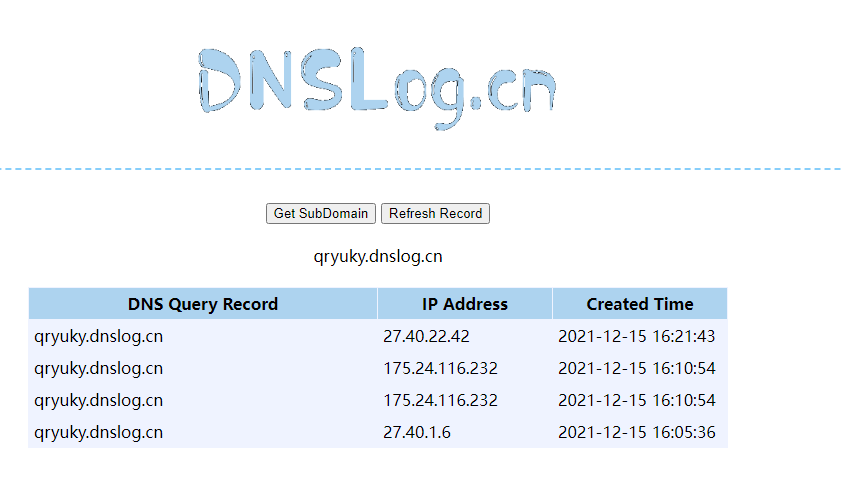 DNSLog.cn
Get SubDomain Refresh Record
qryuky.dnslog.cn
DNS Query Record IP Address Created Time
qryuky.dnslog.cn 27.40.22.42 2021-12-15 16:21:43
qryuky.dnslog.cn 175.24.116.232 2021-12-15 16:10:54
qryuky.dnslog.cn 175.24.116.232 2021-12-15 16:10:54
qryuky.dnslog.cn 27.40.1.6 2021-12-15 16:05:36